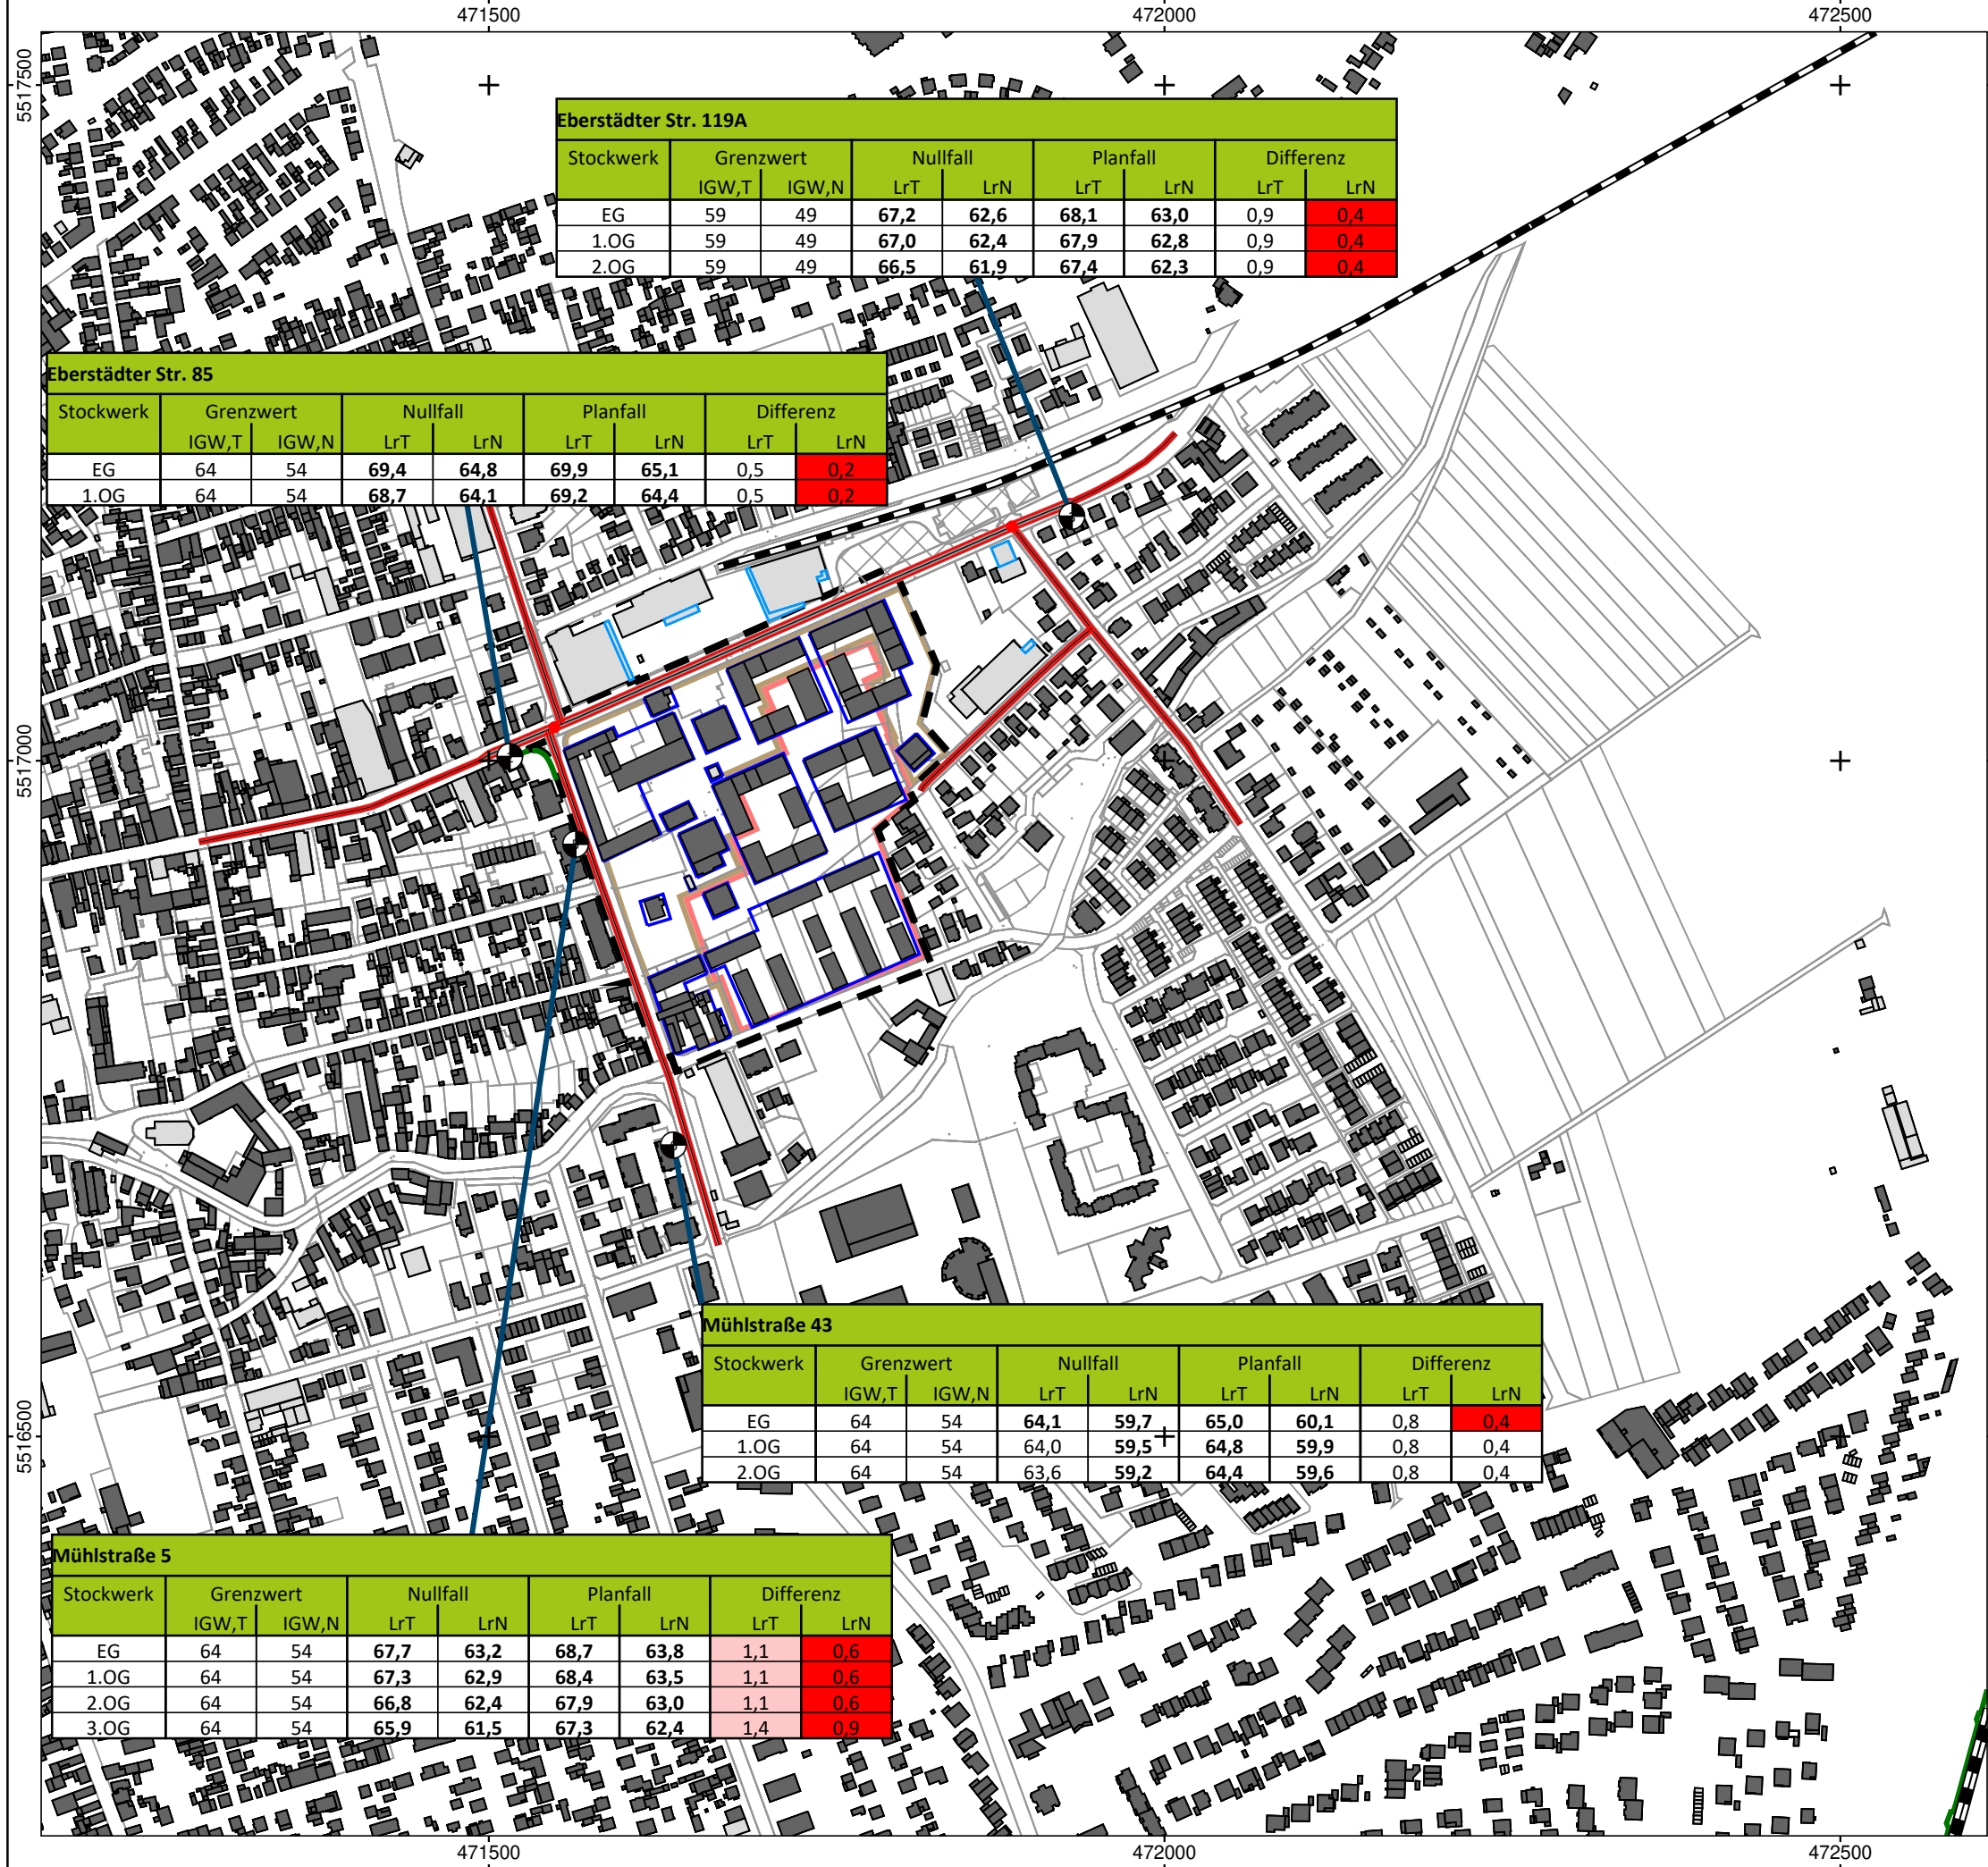 471500 472000 472500
5517500
5517000
5516500
Eberstädter Str. 119A
Stockwerk Grenzwert Nullfall Planfall Differenz
IGW,T IGW,N LrT LrN LrT LrN LrT LrN
EG 59 49 67,2 62,6 68,1 63,0 0,9 0,4
1.OG 59 49 67,0 62,4 67,9 62,8 0,9 0,4
2.OG 59 49 66,5 61,9 67,4 62,3 0,9 0,4
Eberstädter Str. 85
Stockwerk Grenzwert Nullfall Planfall Differenz
IGW,T IGW,N LrT LrN LrT LrN LrT LrN
EG 64 54 69,4 64,8 69,9 65,1 0,5 0,2
1.OG 64 54 68,7 64,1 69,2 64,4 0,5 0,2
Mühlstraße 43
Stockwerk Grenzwert Nullfall Planfall Differenz
IGW,T IGW,N LrT LrN LrT LrN LrT LrN
EG 64 54 64,1 59,7 65,0 60,1 0,8 0,4
1.OG 64 54 64,0 59,5 64,8 59,9 0,8 0,4
2.OG 64 54 63,6 59,2 64,4 59,6 0,8 0,4
Mühlstraße 5
Stockwerk Grenzwert Nullfall Planfall Differenz
IGW,T IGW,N LrT LrN LrT LrN LrT LrN
EG 64 54 67,7 63,2 68,7 63,8 1,1 0,6
1.OG 64 54 67,3 62,9 68,4 63,5 1,1 0,6
2.OG 64 54 66,8 62,4 67,9 63,0 1,1 0,6
3.OG 64 54 65,9 61,5 67,3 62,4 1,4 0,9
471500 472000 472500